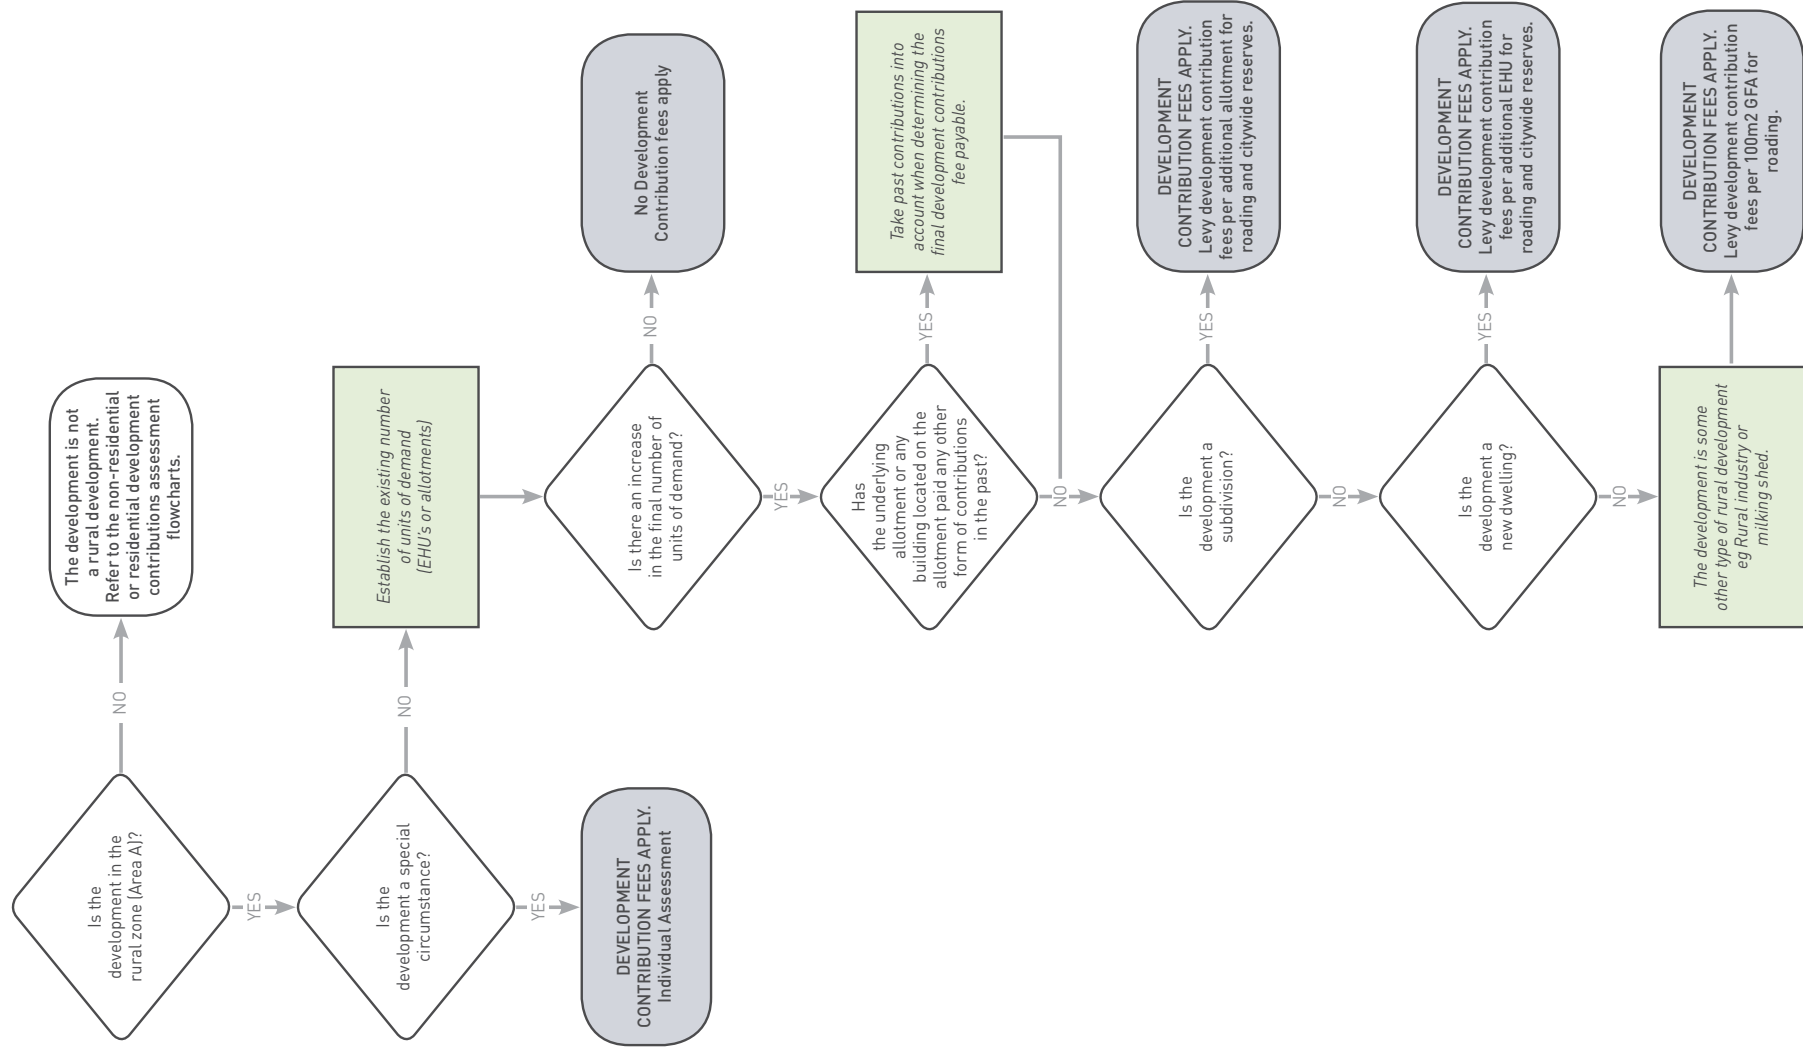 Is the
development in the
rural zone (Area A)?
NO
The development is not
a rural development.
Refer to the non-residential
or residential development
contributions assessment
flowcharts.
YES
Is the
development a special
circumstance?
NO
Establish the existing number
of units of demand
(EHU's or allotments)
YES
DEVELOPMENT
CONTRIBUTION FEES APPLY.
Individual Assessment
Is there an increase
in the final number of
units of demand?
NO
No Development
Contribution fees apply
YES
Has
the underlying
allotment or any
building located on the
allotment paid any other
form of contributions
in the past?
YES
Take past contributions into
account when determining the
final development contributions
fee payable.
NO
Is the
development a
subdivision?
YES
DEVELOPMENT
CONTRIBUTION FEES APPLY.
Levy development contribution
fees per additional allotment for
roading and citywide reserves.
NO
Is the
development a
new dwelling?
YES
DEVELOPMENT
CONTRIBUTION FEES APPLY.
Levy development contribution
fees per additional EHU for
roading and citywide reserves.
NO
The development is some
other type of rural development
eg Rural industry or
milking shed.
DEVELOPMENT
CONTRIBUTION FEES APPLY.
Levy development contribution
fees per 100m2 GFA for
roading.